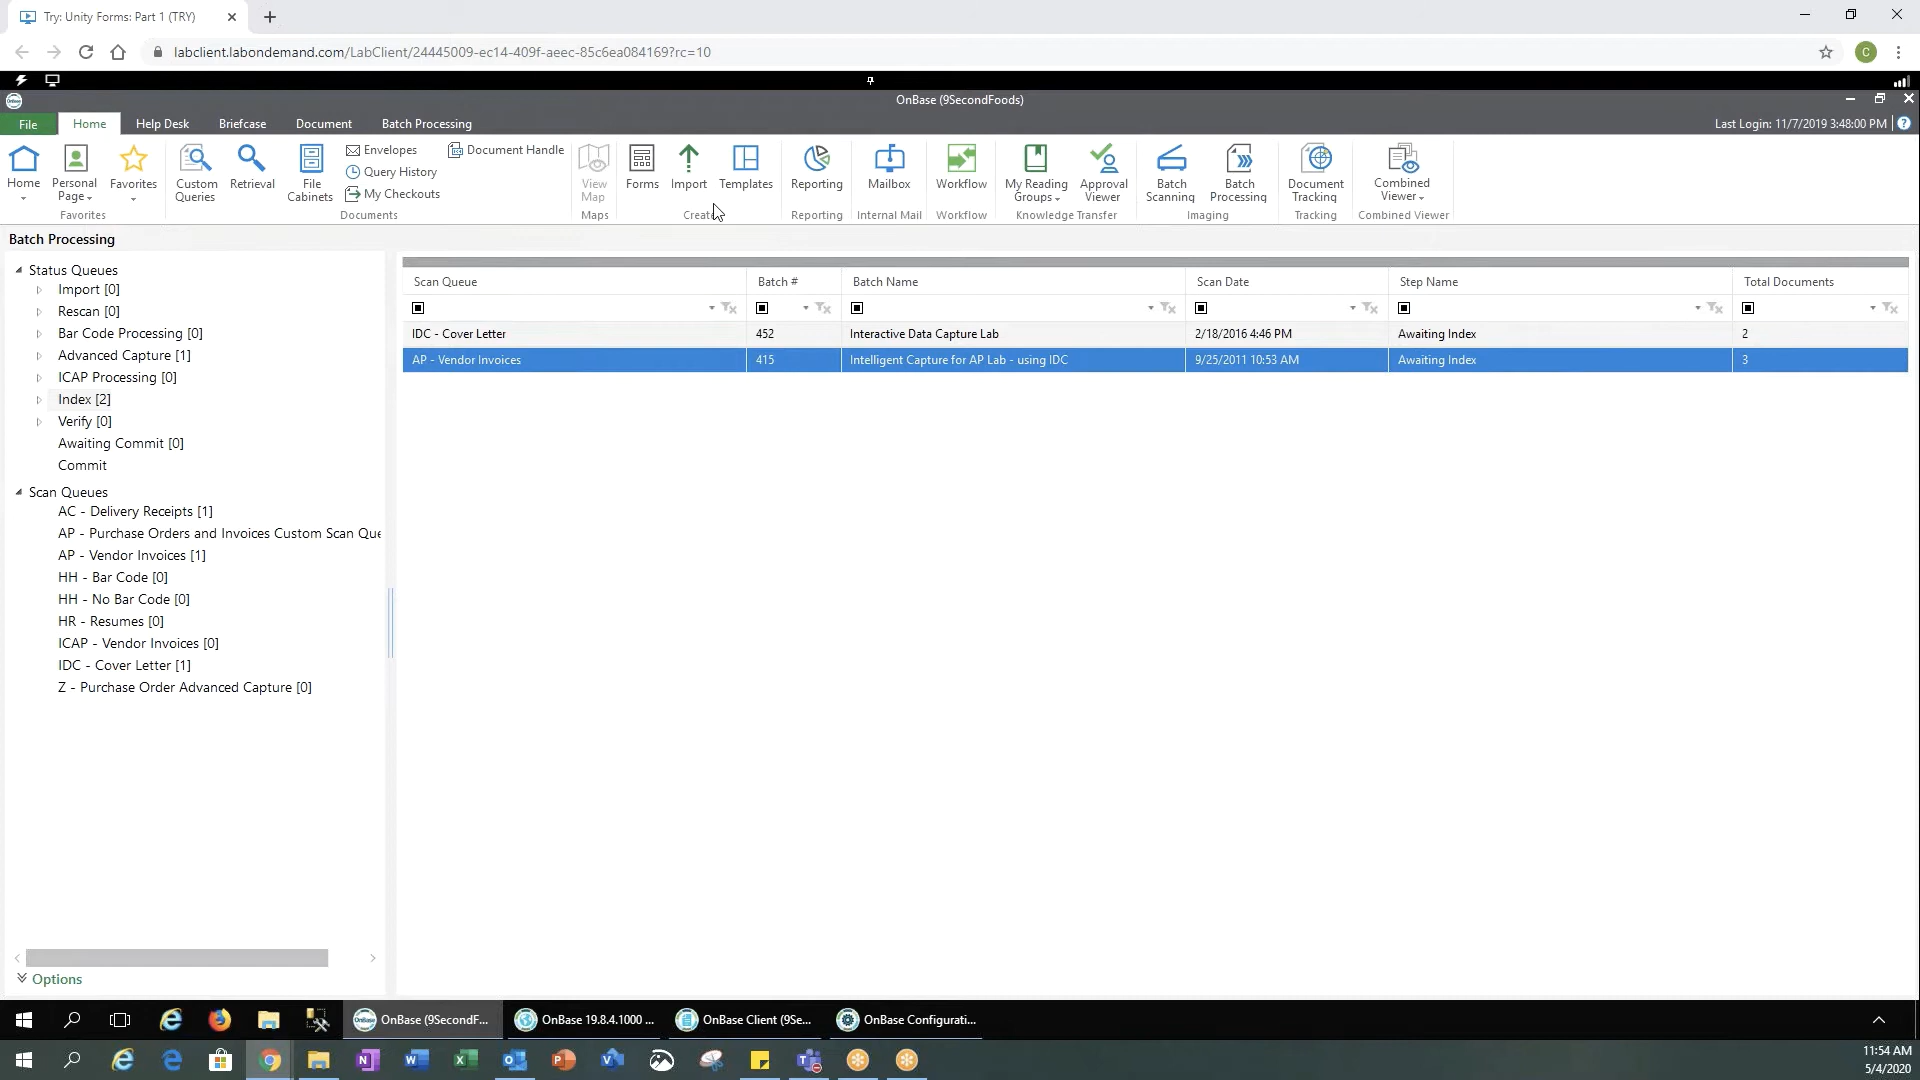 Try: Unity Forms: Part 1 (TRY)
labclient.labondemand.com/LabClient/24445009-ec14-409f-aeec-85c6ea084169?rc=10
C
OnBase (9SecondFoods)
File
Home
Help Desk
Briefcase
Document
Batch Processing
Last Login: 11/7/2019 3:48:00 PM
Home
Personal
Page
Favorites
Favorites
Custom
Queries
Retrieval
File
Cabinets
Envelopes
Query History
My Checkouts
Document Handle
Documents
View
Map
Maps
Forms
Import
Templates
Create
Reporting
Reporting
Mailbox
Internal Mail
Workflow
Workflow
My Reading
Groups
Approval
Viewer
Knowledge Transfer
Batch
Scanning
Batch
Processing
Imaging
Document
Tracking
Tracking
Combined
Viewer
Combined Viewer
Batch Processing
Status Queues
Import [0]
Rescan [0]
Bar Code Processing [0]
Advanced Capture [1]
ICAP Processing [0]
Index [2]
Verify [0]
Awaiting Commit [0]
Commit
Scan Queues
AC - Delivery Receipts [1]
AP - Purchase Orders and Invoices Custom Scan Que
AP - Vendor Invoices [1]
HH - Bar Code [0]
HH - No Bar Code [0]
HR - Resumes [0]
ICAP - Vendor Invoices [0]
IDC - Cover Letter [1]
Z - Purchase Order Advanced Capture [0]
Options
Scan Queue Batch # Batch Name Scan Date Step Name Total Documents
IDC - Cover Letter 452 Interactive Data Capture Lab 2/18/2016 4:46 PM Awaiting Index 2
AP - Vendor Invoices 415 Intelligent Capture for AP Lab - using IDC 9/25/2011 10:53 AM Awaiting Index 3
OnBase (9SecondF...
OnBase 19.8.4.1000 ...
OnBase Client (9Se...
OnBase Configurati...
11:54 AM
5/4/2020